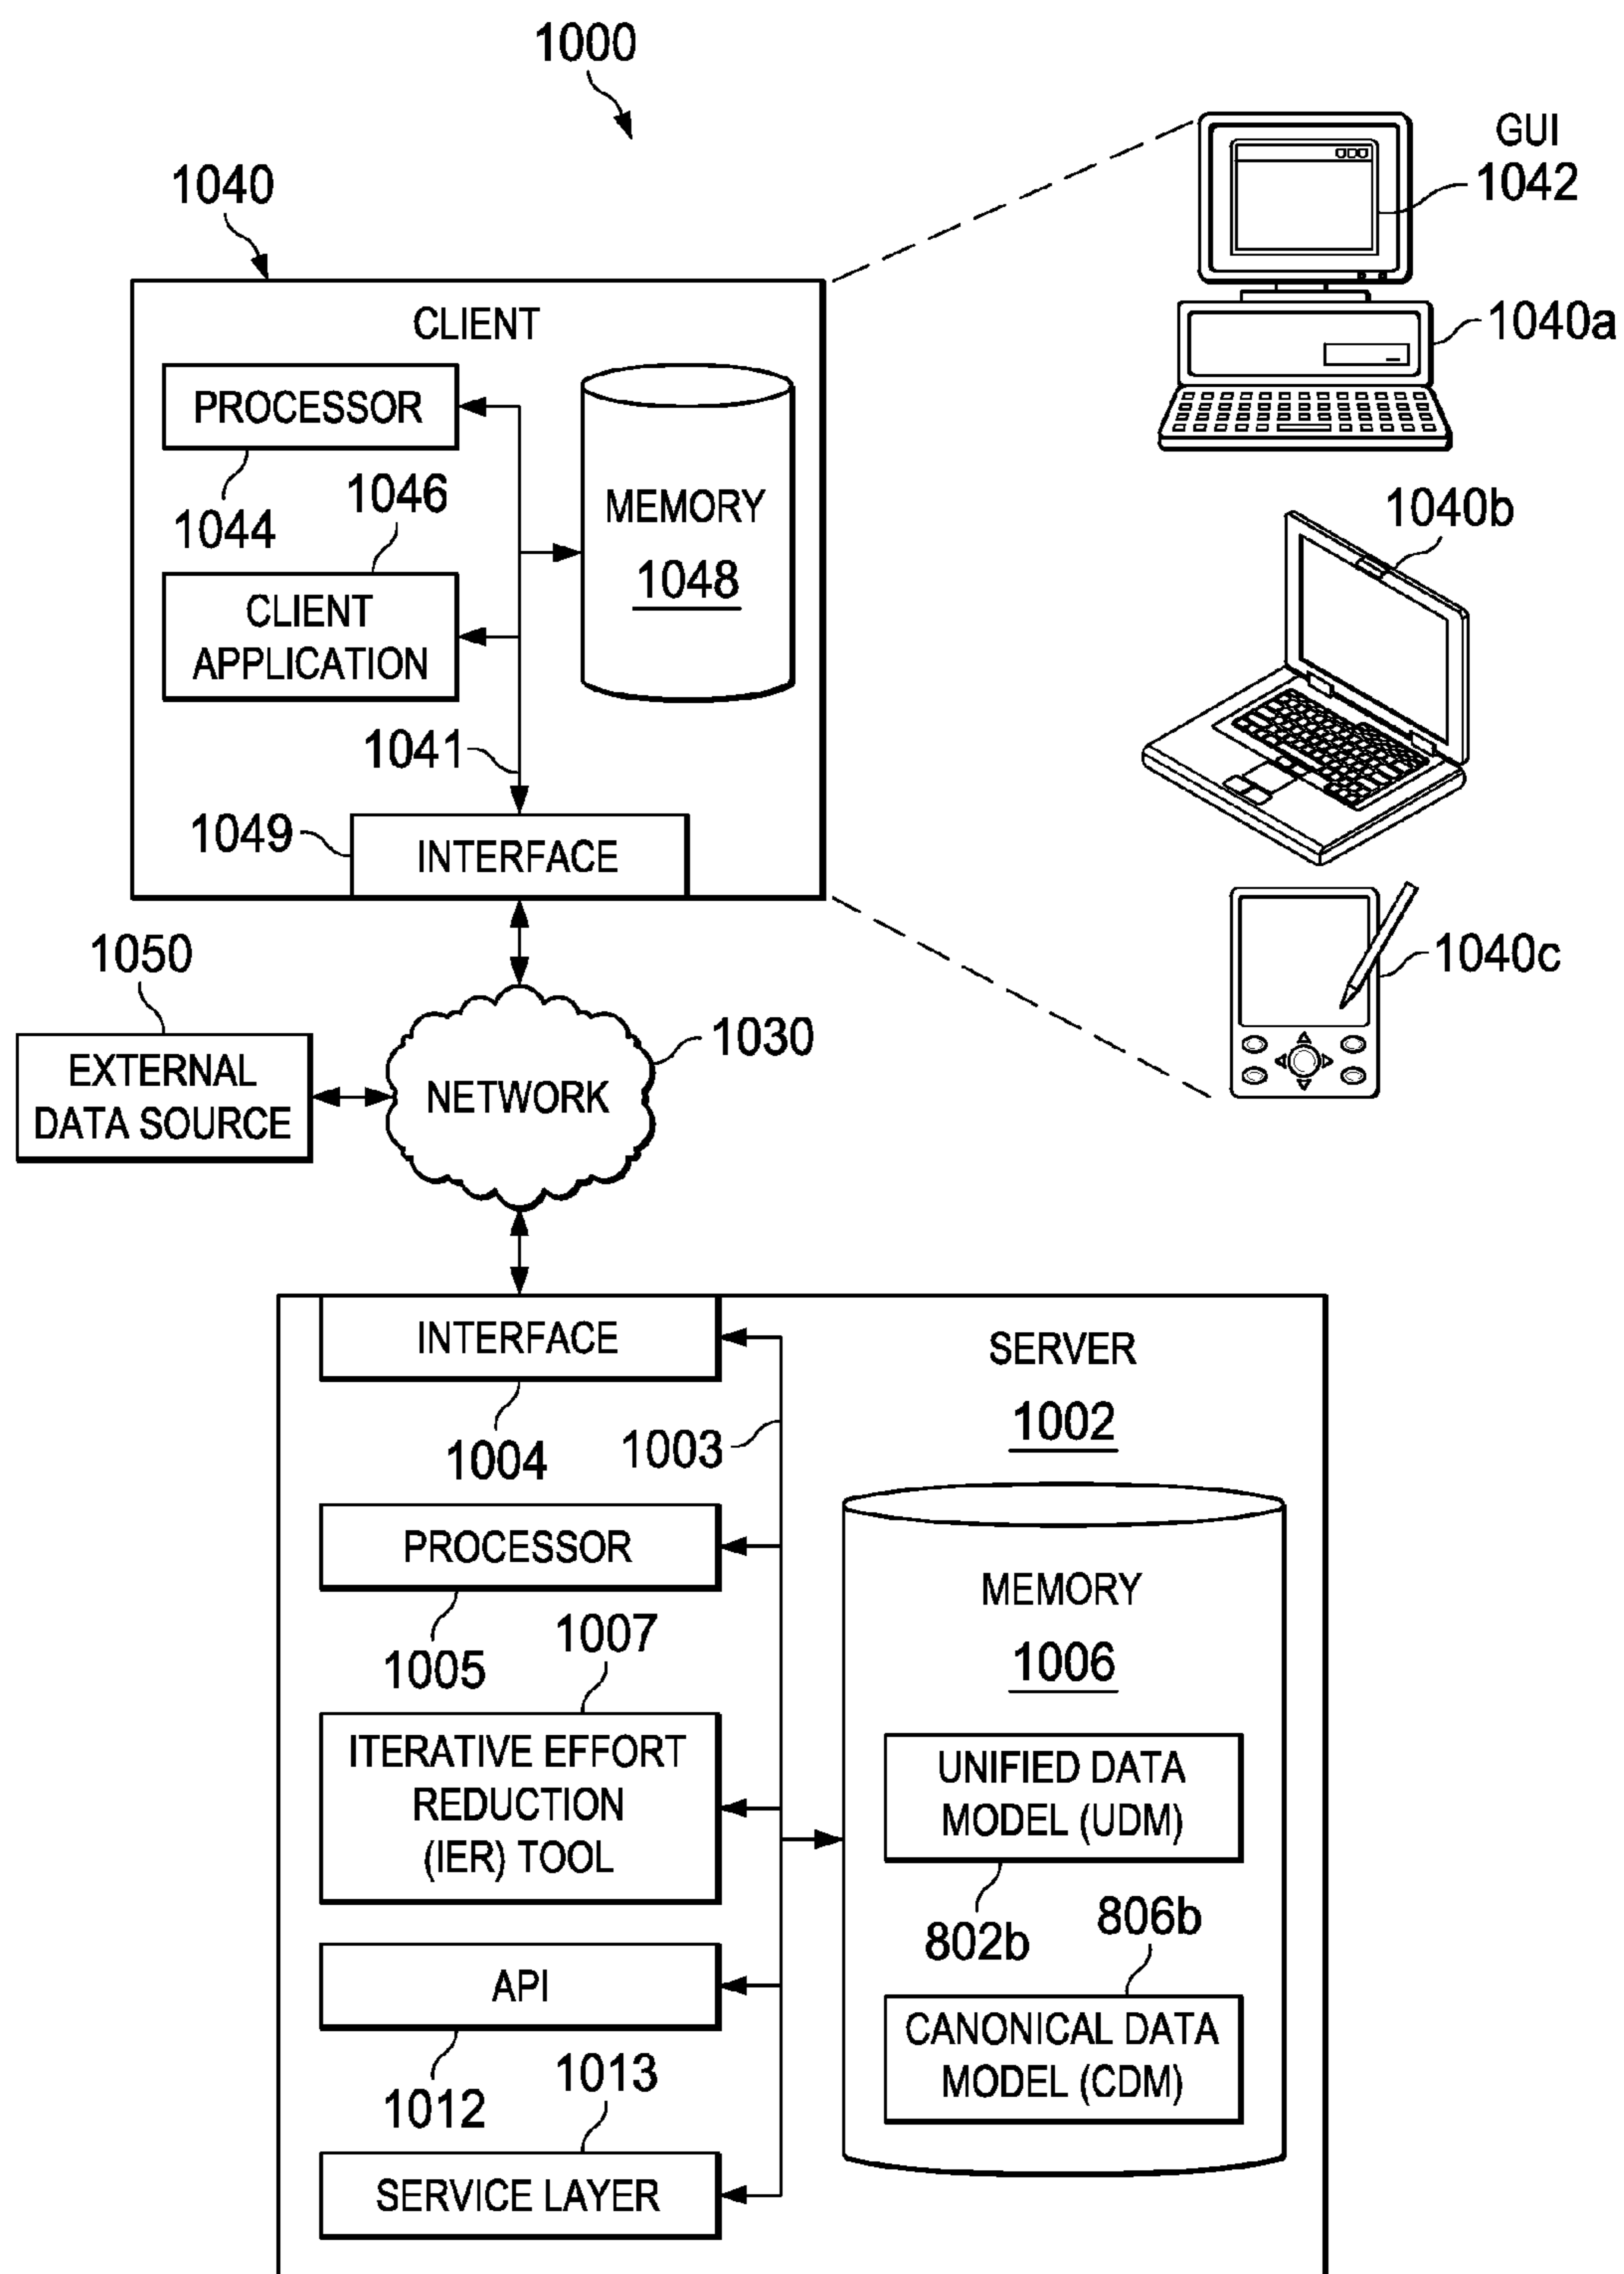 1000
1040
CLIENT
PROCESSOR
1044
1046
CLIENT
APPLICATION
MEMORY
1048
1041
1049
INTERFACE
GUI
1042
1040a
1040b
1040c
1050
EXTERNAL
DATA SOURCE
NETWORK
1030
INTERFACE
1004
1003
SERVER
1002
PROCESSOR
1005
1007
ITERATIVE EFFORT
REDUCTION
(IER) TOOL
API
1012
1013
SERVICE LAYER
MEMORY
1006
UNIFIED DATA
MODEL (UDM)
802b
806b
CANONICAL DATA
MODEL (CDM)